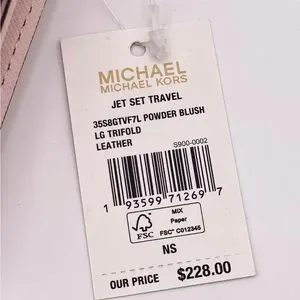 MICHAEL
MICHAEL KORS
JET SET TRAVEL
35S8GTVF7L POWDER BLUSH
LG TRIFOLD
LEATHER
S900-0002
1 93599 71269 7
FSC
MIX
Paper
FSC™ C012345
NS
OUR PRICE $228.00